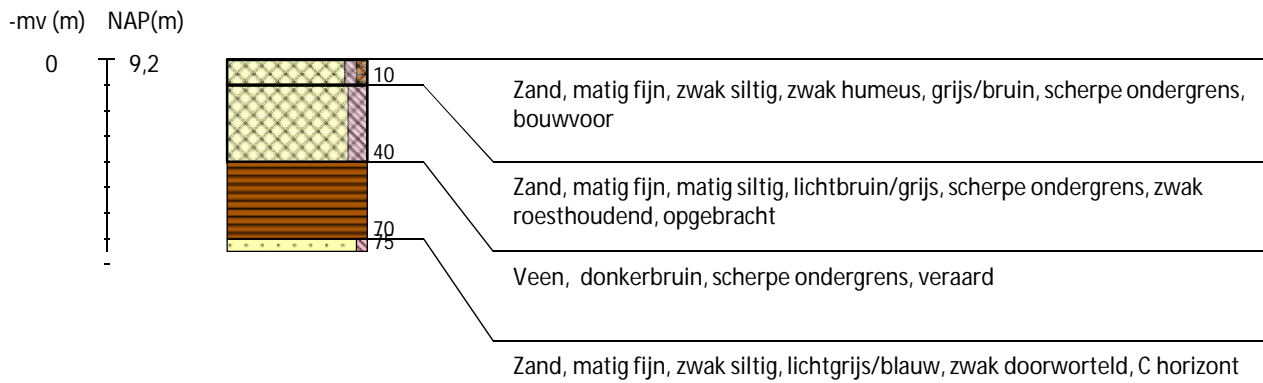 -mv (m) NAP(m)
0 9,2
10
Zand, matig fijn, zwak siltig, zwak humeus, grijs/bruin, scherpe ondergrens,
bouwvoor
40
Zand, matig fijn, matig siltig, lichtbruin/grijs, scherpe ondergrens, zwak
roesthoudend, opgebracht
70
75
Veen, donkerbruin, scherpe ondergrens, veraard
Zand, matig fijn, zwak siltig, lichtgrijs/blauw, zwak doorworteld, C horizont